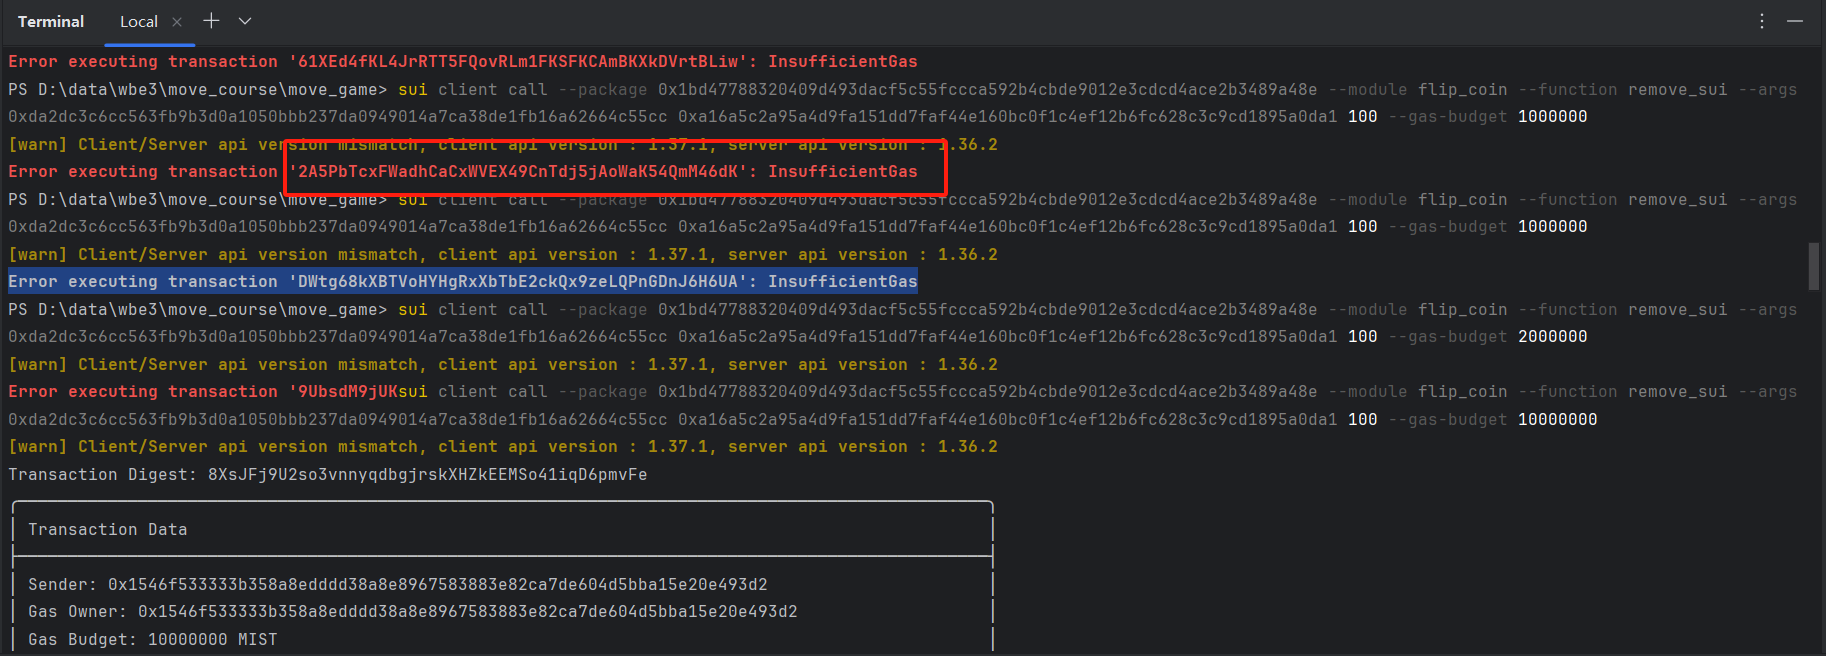 Terminal Local
Error executing transaction '61XEd4fKL4JrRTT5FQovRLm1FKSFKCAmBKXkDVrtBLiw': InsufficientGas
PS D:\data\wbe3\move_course\move_game> sui client call --package 0x1bd47788320409d493dacf5c55fccca592b4cbde9012e3cdcd4ace2b3489a48e --module flip_coin --function remove_sui --args
0xda2dc3c6cc563fb9b3d0a1050bbb237da0949014a7ca38de1fb16a62664c55cc 0xa16a5c2a95a4d9fa151dd7faf44e160bc0f1c4ef12b6fc628c3c9cd1895a0da1 100 --gas-budget 1000000
[warn] Client/Server api version mismatch, client api version : 1.37.1, server api version : 1.36.2
Error executing transaction '2A5PbTcxFWadhCaCxWVEX49CnTdj5jAoWaK54QmM46dK': InsufficientGas
PS D:\data\wbe3\move_course\move_game> sui client call --package 0x1bd47788320409d493dacf5c55fccca592b4cbde9012e3cdcd4ace2b3489a48e --module flip_coin --function remove_sui --args
0xda2dc3c6cc563fb9b3d0a1050bbb237da0949014a7ca38de1fb16a62664c55cc 0xa16a5c2a95a4d9fa151dd7faf44e160bc0f1c4ef12b6fc628c3c9cd1895a0da1 100 --gas-budget 1000000
[warn] Client/Server api version mismatch, client api version : 1.37.1, server api version : 1.36.2
Error executing transaction 'DWtg68kXBTVoHYHgRxXbTbE2ckQx9zeLQPnGDnJ6H6UA': InsufficientGas
PS D:\data\wbe3\move_course\move_game> sui client call --package 0x1bd47788320409d493dacf5c55fccca592b4cbde9012e3cdcd4ace2b3489a48e --module flip_coin --function remove_sui --args
0xda2dc3c6cc563fb9b3d0a1050bbb237da0949014a7ca38de1fb16a62664c55cc 0xa16a5c2a95a4d9fa151dd7faf44e160bc0f1c4ef12b6fc628c3c9cd1895a0da1 100 --gas-budget 2000000
[warn] Client/Server api version mismatch, client api version : 1.37.1, server api version : 1.36.2
Error executing transaction '9UbsdM9jUKsui client call --package 0x1bd47788320409d493dacf5c55fccca592b4cbde9012e3cdcd4ace2b3489a48e --module flip_coin --function remove_sui --args
0xda2dc3c6cc563fb9b3d0a1050bbb237da0949014a7ca38de1fb16a62664c55cc 0xa16a5c2a95a4d9fa151dd7faf44e160bc0f1c4ef12b6fc628c3c9cd1895a0da1 100 --gas-budget 10000000
[warn] Client/Server api version mismatch, client api version : 1.37.1, server api version : 1.36.2
Transaction Digest: 8XsJFj9U2so3vnnyqdbgjrskXHZkEEMSo41iqD6pmvFe
Transaction Data
Sender: 0x1546f533333b358a8edddd38a8e8967583883e82ca7de604d5bba15e20e493d2
Gas Owner: 0x1546f533333b358a8edddd38a8e8967583883e82ca7de604d5bba15e20e493d2
Gas Budget: 10000000 MIST